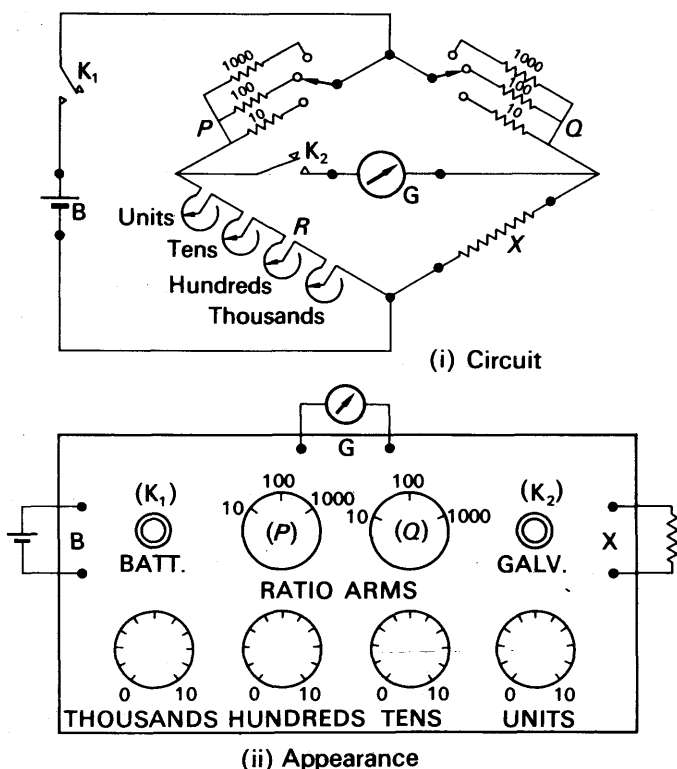 K₁
1000
100
10
P
1000
100
10
Q
K₂
G
B
Units
Tens
Hundreds
Thousands
R
X
(i) Circuit
G
(K₁)
B
BATT.
10 100 1000
(P)
10 100 1000
(Q)
RATIO ARMS
(K₂)
GALV.
X
0 10
0 10
0 10
0 10
THOUSANDS HUNDREDS TENS UNITS
(ii) Appearance